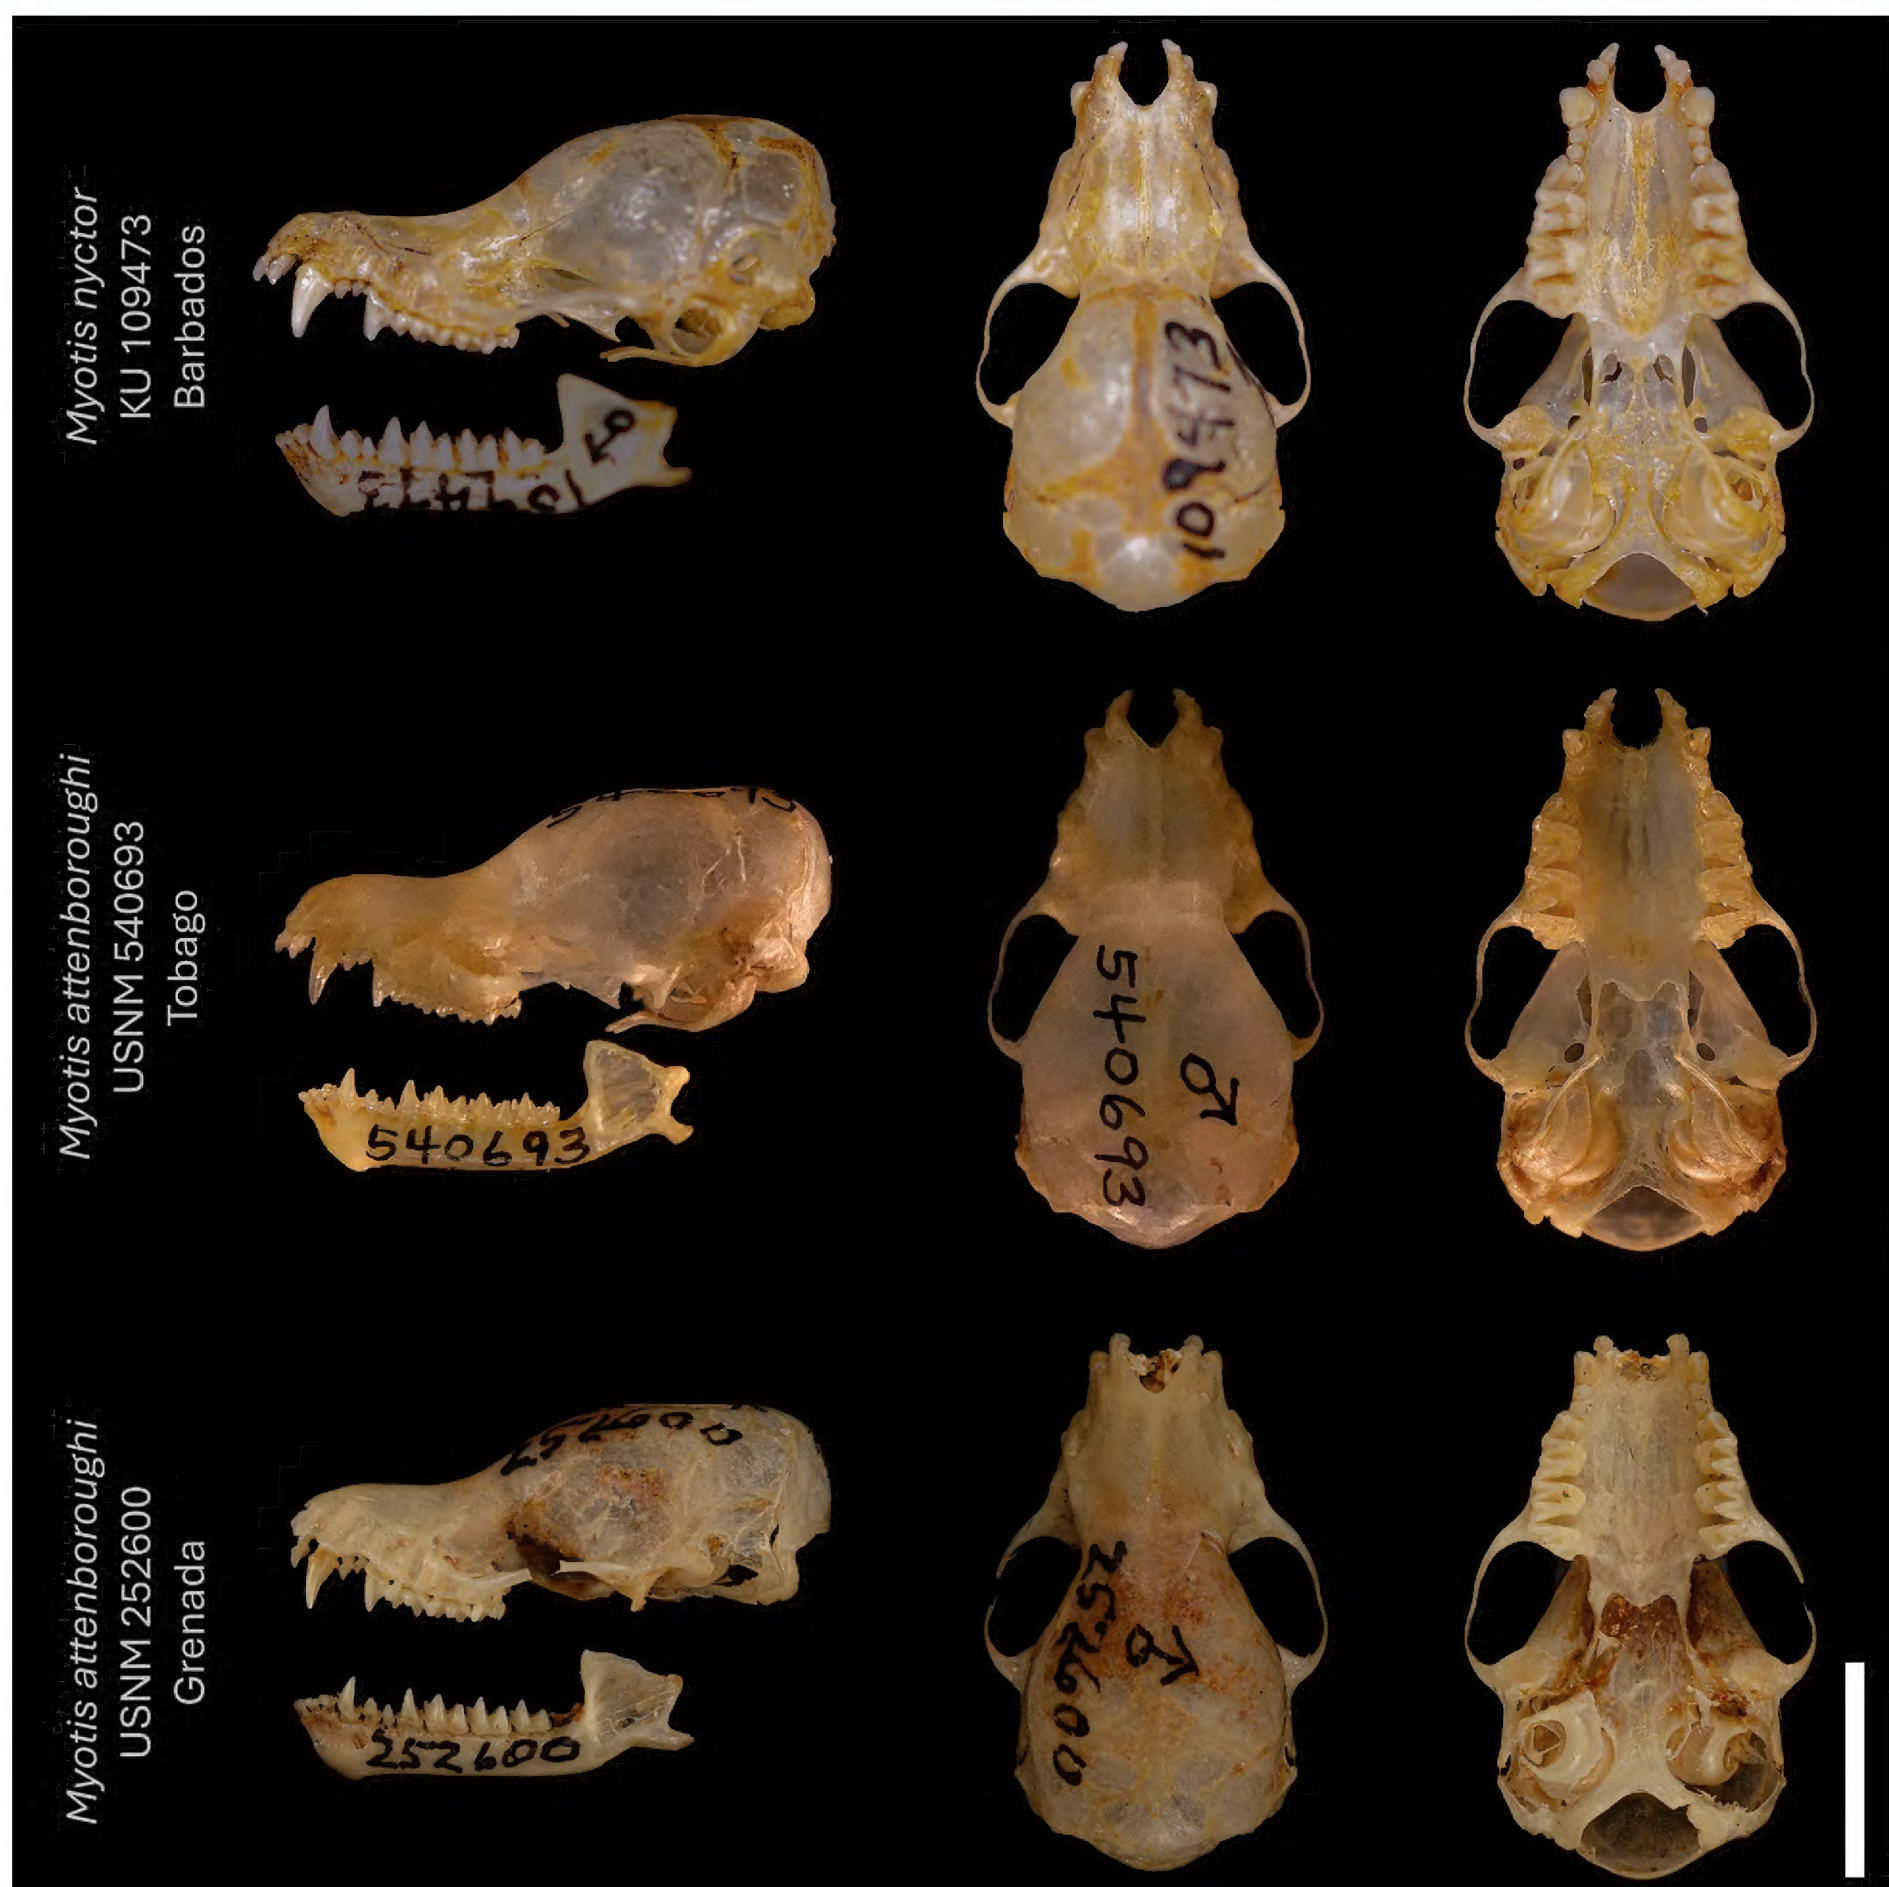 Myotis nyctor
KU 109473
Barbados
109473
Myotis attenboroughi
USNM 540693
Tobago
540693
540693
♂
Myotis attenboroughi
USNM 252600
Grenada
252600
252600
252600
♀